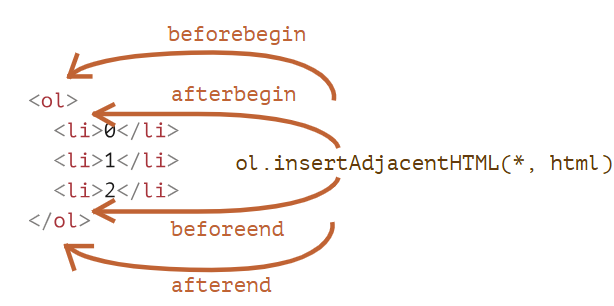 beforebegin
afterbegin
<ol>
<li>0</li>
<li>1</li>
<li>2</li>
</ol>
ol.insertAdjacentHTML(*, html)
beforeend
afterend